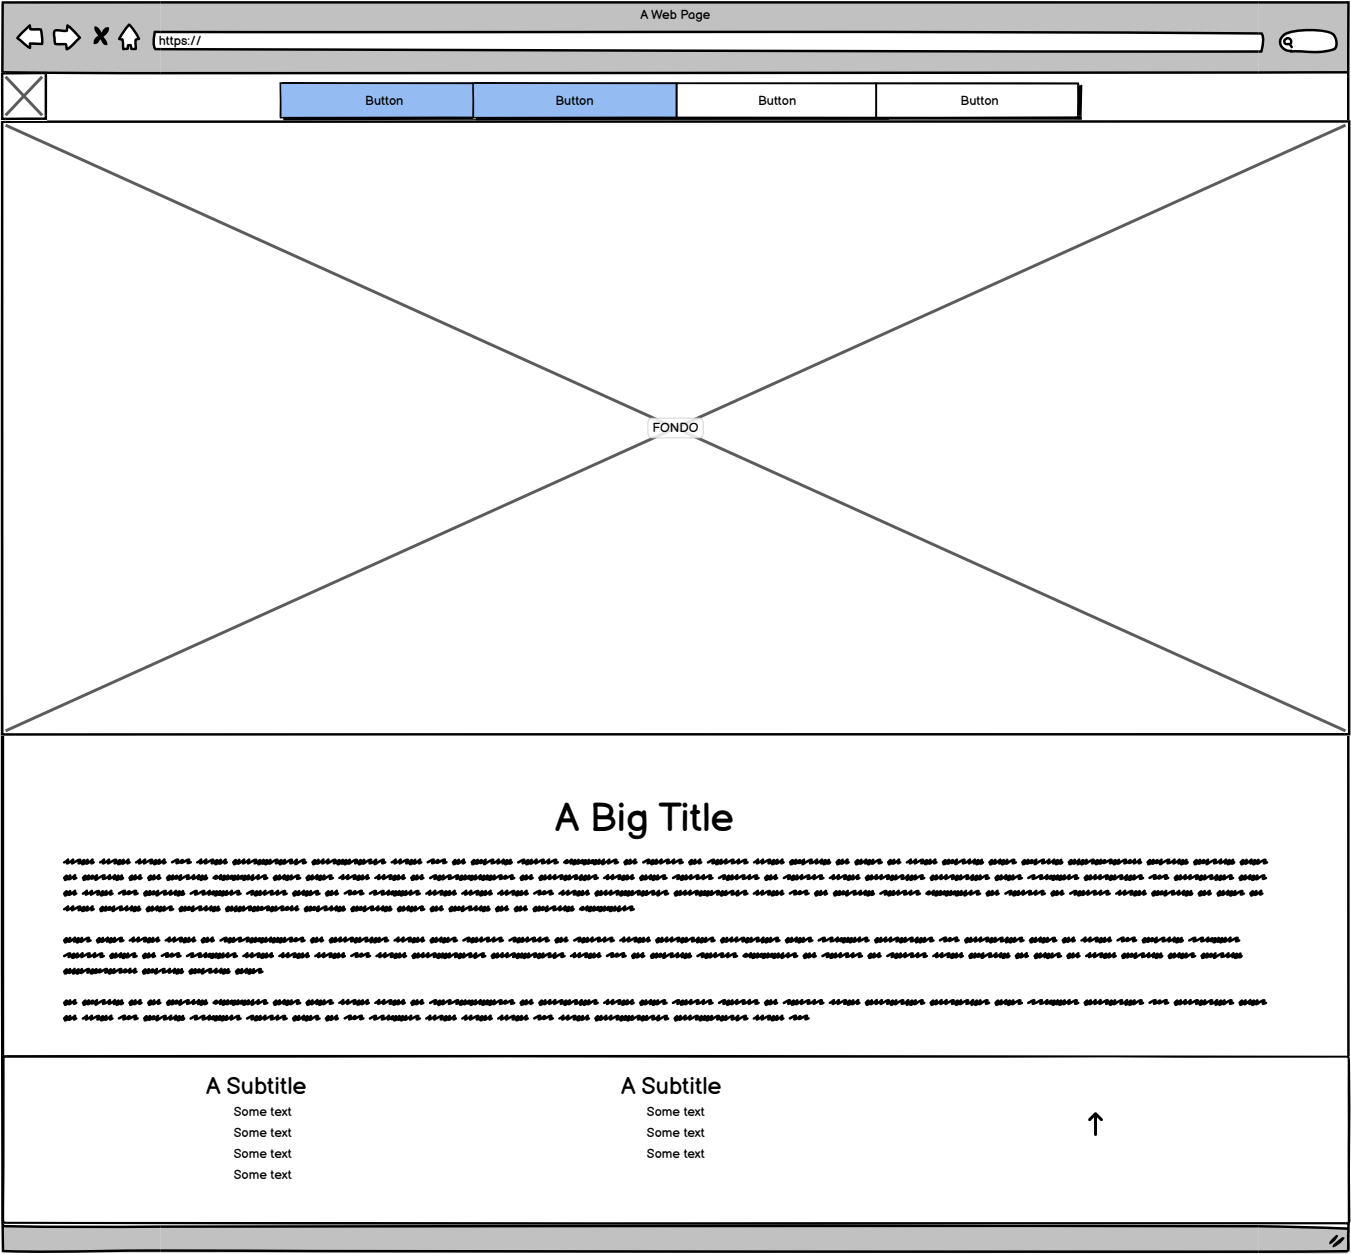 A Web Page
https://
Button Button Button Button
FONDO
A Big Title
A Subtitle
Some text
Some text
Some text
Some text
A Subtitle
Some text
Some text
Some text